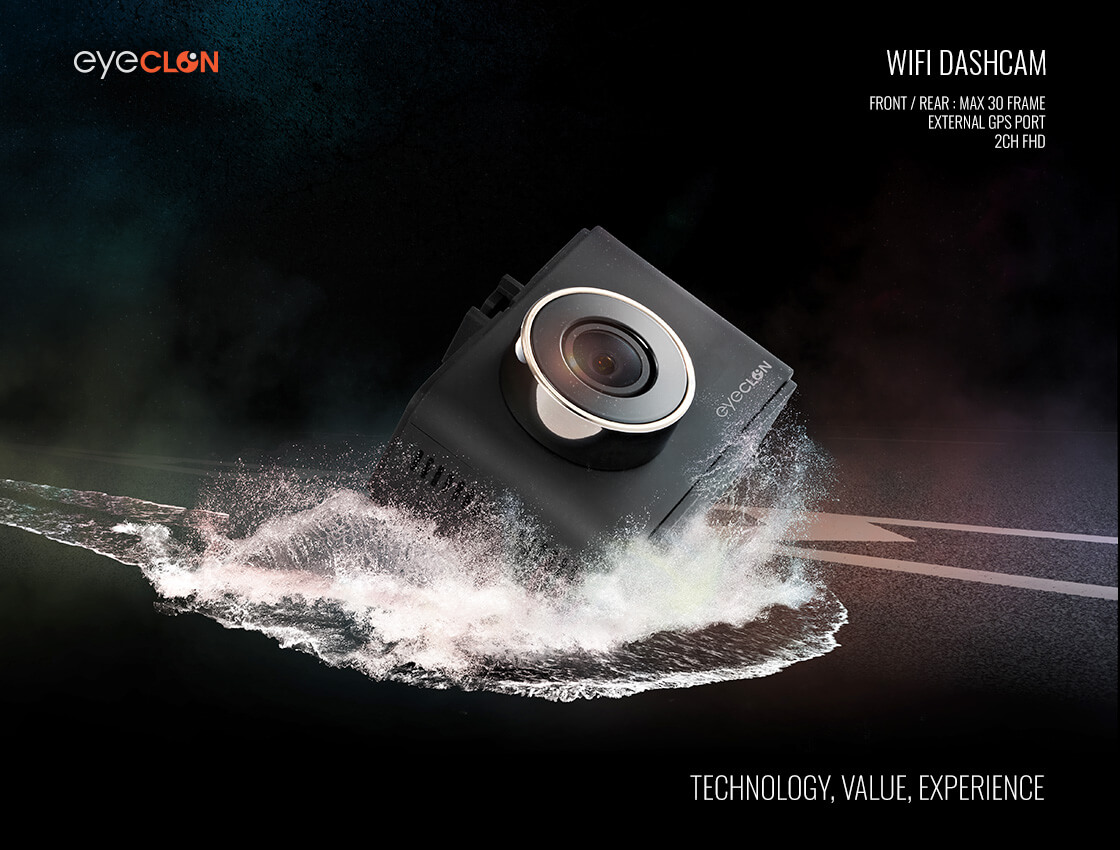 eyeCLON
WIFI DASHCAM
FRONT / REAR : MAX 30 FRAME
EXTERNAL GPS PORT
2CH FHD
eyeCLON
TECHNOLOGY, VALUE, EXPERIENCE